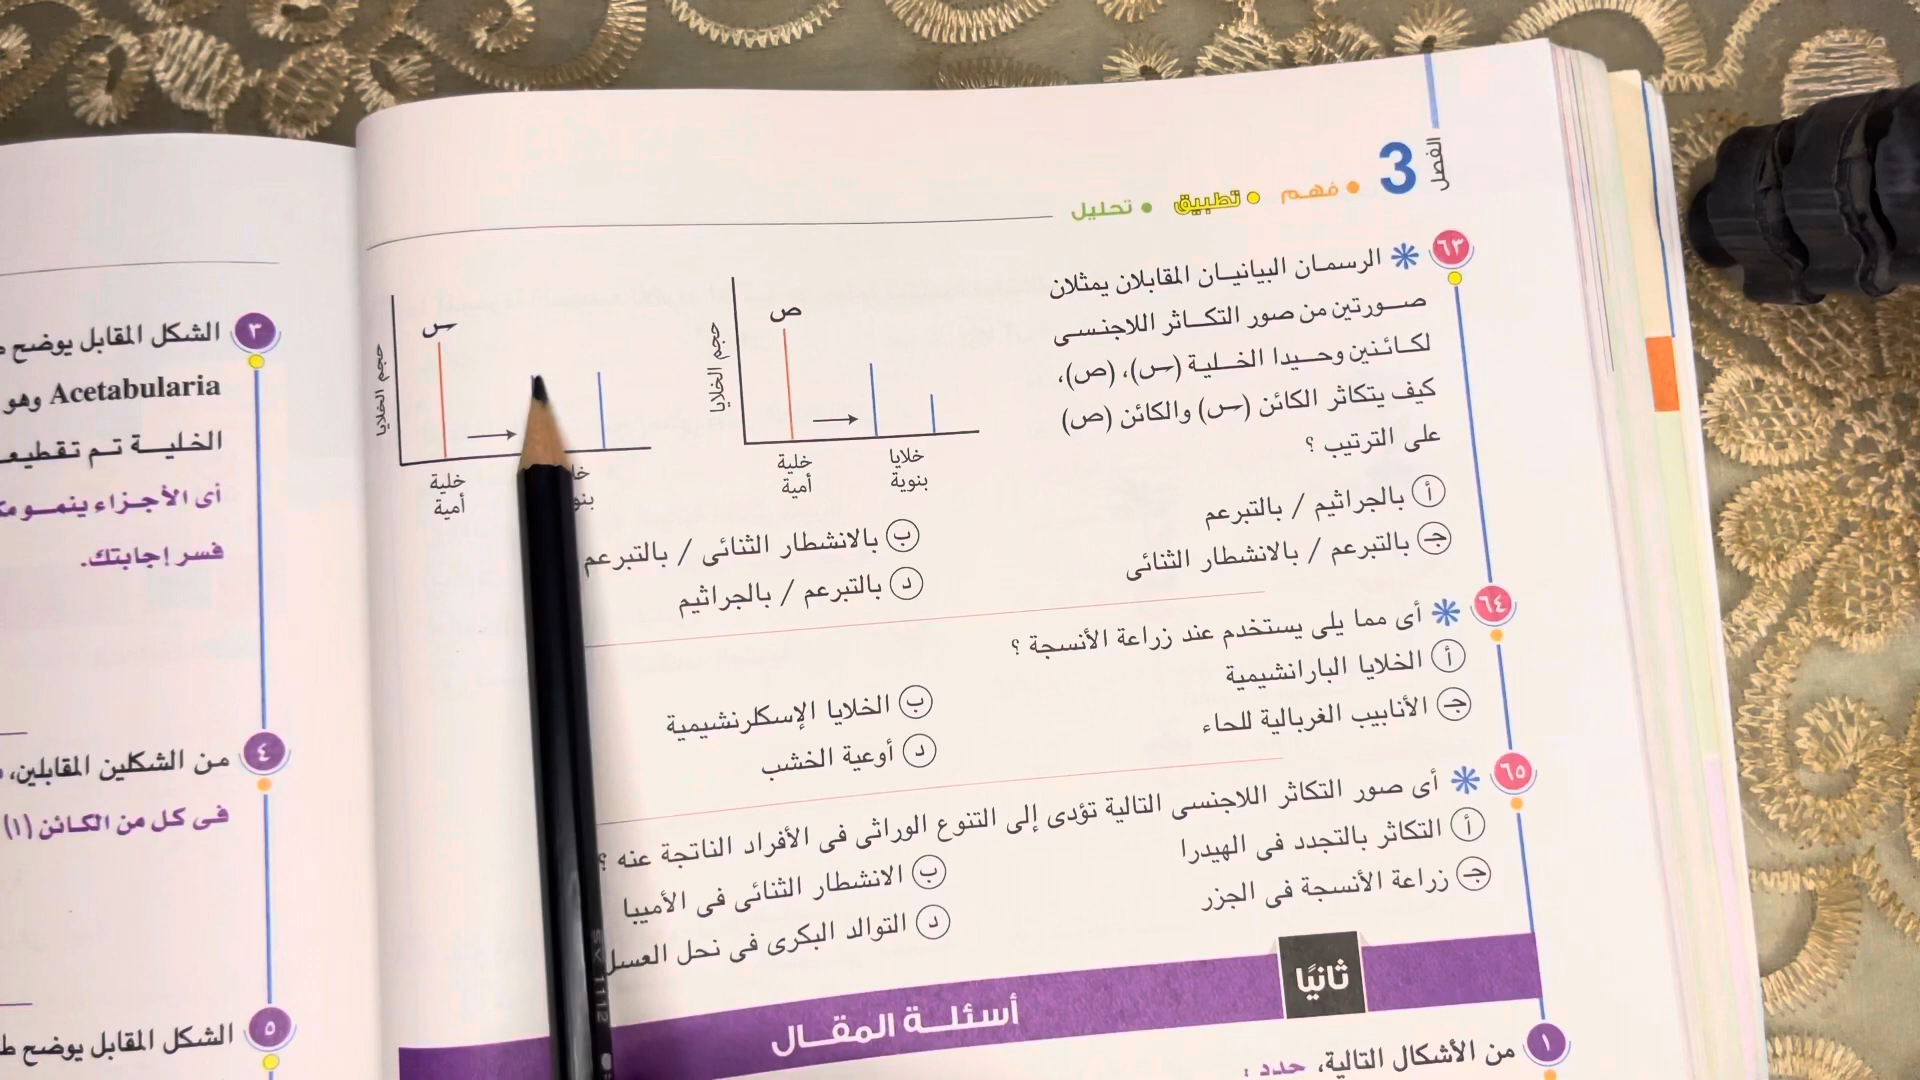 الفصل
3
• فهم • تطبيق • تحليل
٦٣ * الرسمان البيانيان المقابلان يمثلان
صورتين من صور التكاثر اللاجنسى
لكائنين وحيدا الخلية (س)، (ص)،
كيف يتكاثر الكائن (س) والكائن (ص)
على الترتيب ؟
ص
حجم الخلايا
خلية أمية
خلايا بنوية
س
حجم الخلايا
خلية أمية
أ بالجراثيم / بالتبرعم
ب بالانشطار الثنائى / بالتبرعم
جـ بالتبرعم / بالانشطار الثنائى
د بالتبرعم / بالجراثيم
٦٤ * أى مما يلى يستخدم عند زراعة الأنسجة ؟
أ الخلايا البارانشيمية
ب الخلايا الإسكلرنشيمية
جـ الأنابيب الغربالية للحاء
د أوعية الخشب
٦٥ * أى صور التكاثر اللاجنسى التالية تؤدى إلى التنوع الوراثى فى الأفراد الناتجة عنه ؟
أ التكاثر بالتجدد فى الهيدرا
ب الانشطار الثنائى فى الأميبا
جـ زراعة الأنسجة فى الجزر
د التوالد البكرى فى نحل العسل
ثانيًا
أسئلة المقال
١ من الأشكال التالية، حدد :
٣ الشكل المقابل يوضح
Acetabularia وهو
الخلية تم تقطيعه
أى الأجزاء ينمو
فسر إجابتك.
٤ من الشكلين المقابلين،
فى كل من الكائن (١)
٥ الشكل المقابل يوضح
SV 1112